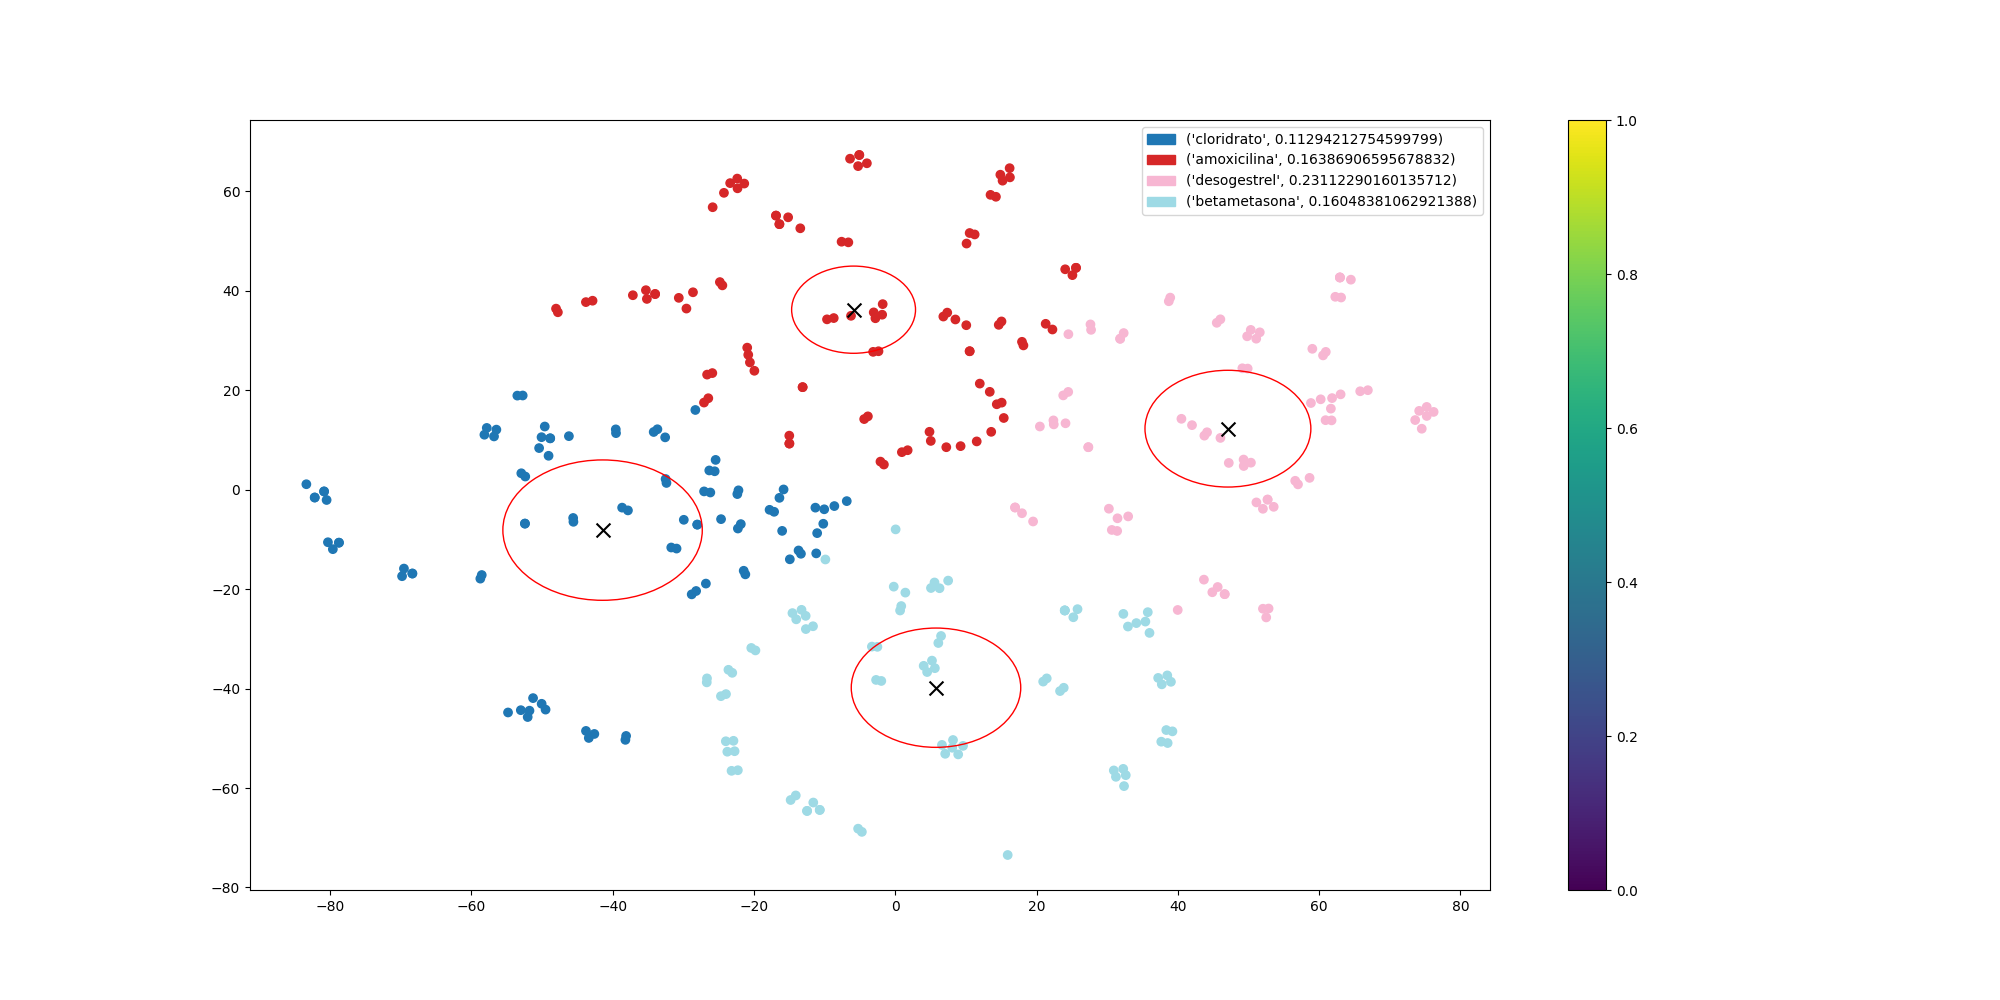 ('cloridrato', 0.11294212754599799)
('amoxicilina', 0.16386906595678832)
('desogestrel', 0.23112290160135712)
('betametasona', 0.16048381062921388)
60
40
20
0
−20
−40
−60
−80
−80 −60 −40 −20 0 20 40 60 80
1.0
0.8
0.6
0.4
0.2
0.0